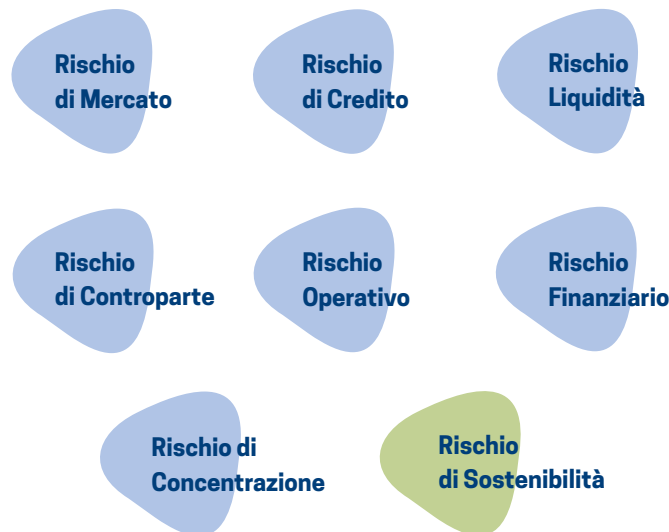 Rischio
di Mercato
Rischio
di Credito
Rischio
Liquidità
Rischio
di Controparte
Rischio
Operativo
Rischio
Finanziario
Rischio di
Concentrazione
Rischio
di Sostenibilità